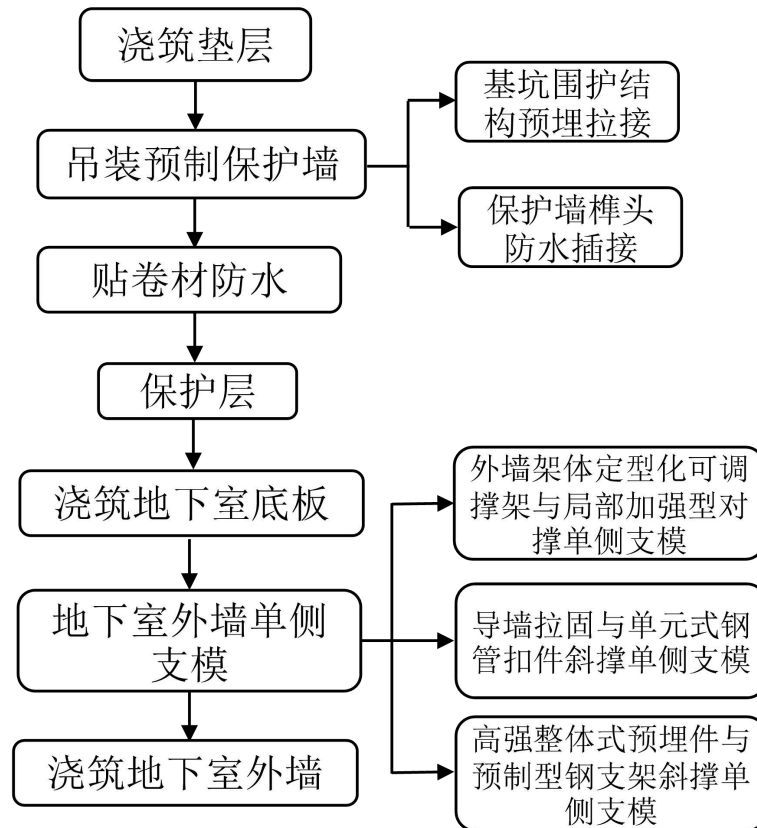 浇筑垫层
吊装预制保护墙
基坑围护结
构预埋拉接
保护墙榫头
防水插接
贴卷材防水
保护层
浇筑地下室底板
地下室外墙单侧
支模
外墙架体定型化可调
撑架与局部加强型对
撑单侧支模
导墙拉固与单元式钢
管扣件斜撑单侧支模
高强整体式预埋件与
预制型钢支架斜撑单
侧支模
浇筑地下室外墙